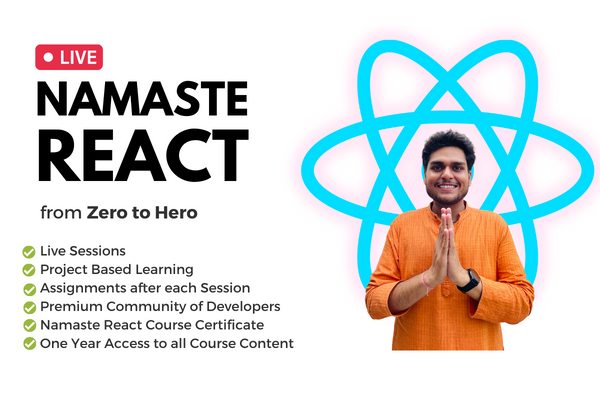 LIVE
NAMASTE
REACT
from Zero to Hero
Live Sessions
Project Based Learning
Assignments after each Session
Premium Community of Developers
Namaste React Course Certificate
One Year Access to all Course Content